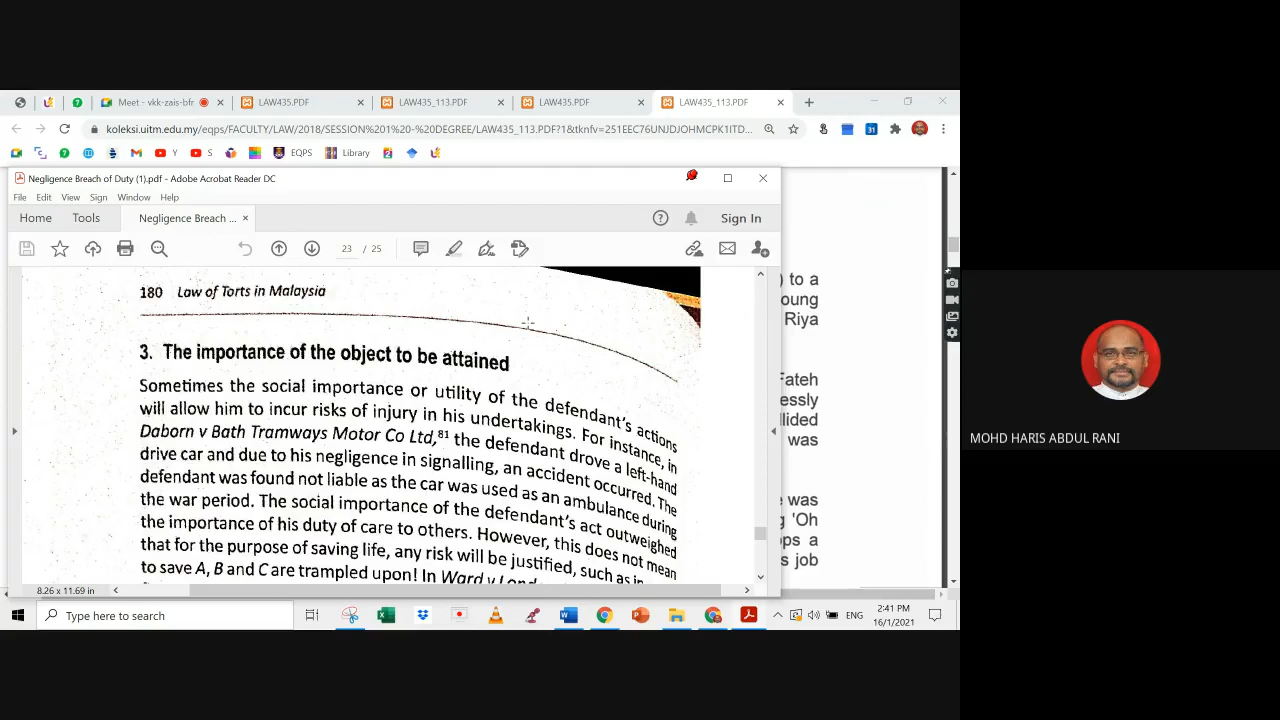 Meet - vkk-zais-bfr
LAW435.PDF
LAW435_113.PDF
LAW435.PDF
LAW435_113.PDF
koleksi.uitm.edu.my/eqps/FACULTY/LAW/2018/SESSION%201%20-%20DEGREE/LAW435_113.PDF?1&tknfv=251EEC76UNJDJOHMCPK1ITD...
Y
S
EQPS
Library
Negligence Breach of Duty (1).pdf - Adobe Acrobat Reader DC
File Edit View Sign Window Help
Home Tools Negligence Breach ... Sign In
23 / 25
180 Law of Torts in Malaysia
3. The importance of the object to be attained
Sometimes the social importance or utility of the defendant's actions
will allow him to incur risks of injury in his undertakings. For instance, in
Daborn v Bath Tramways Motor Co Ltd,81 the defendant drove a left-hand
drive car and due to his negligence in signalling, an accident occurred. The
defendant was found not liable as the car was used as an ambulance during
the war period. The social importance of the defendant's act outweighed
the importance of his duty of care to others. However, this does not mean
that for the purpose of saving life, any risk will be justified, such as in
to save A, B and C are trampled upon! In Ward v
8.26 x 11.69 in
) to a
oung
Riya
Fateh
essly
llided
was
e was
g 'Oh
ops a
s job
MOHD HARIS ABDUL RANI
Type here to search
ENG
2:41 PM
16/1/2021